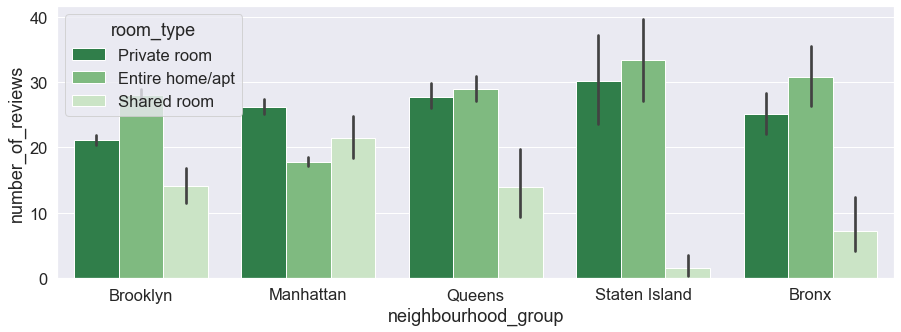 room_type
Private room
Entire home/apt
Shared room
number_of_reviews
40
30
20
10
0
Brooklyn
Manhattan
Queens
Staten Island
Bronx
neighbourhood_group